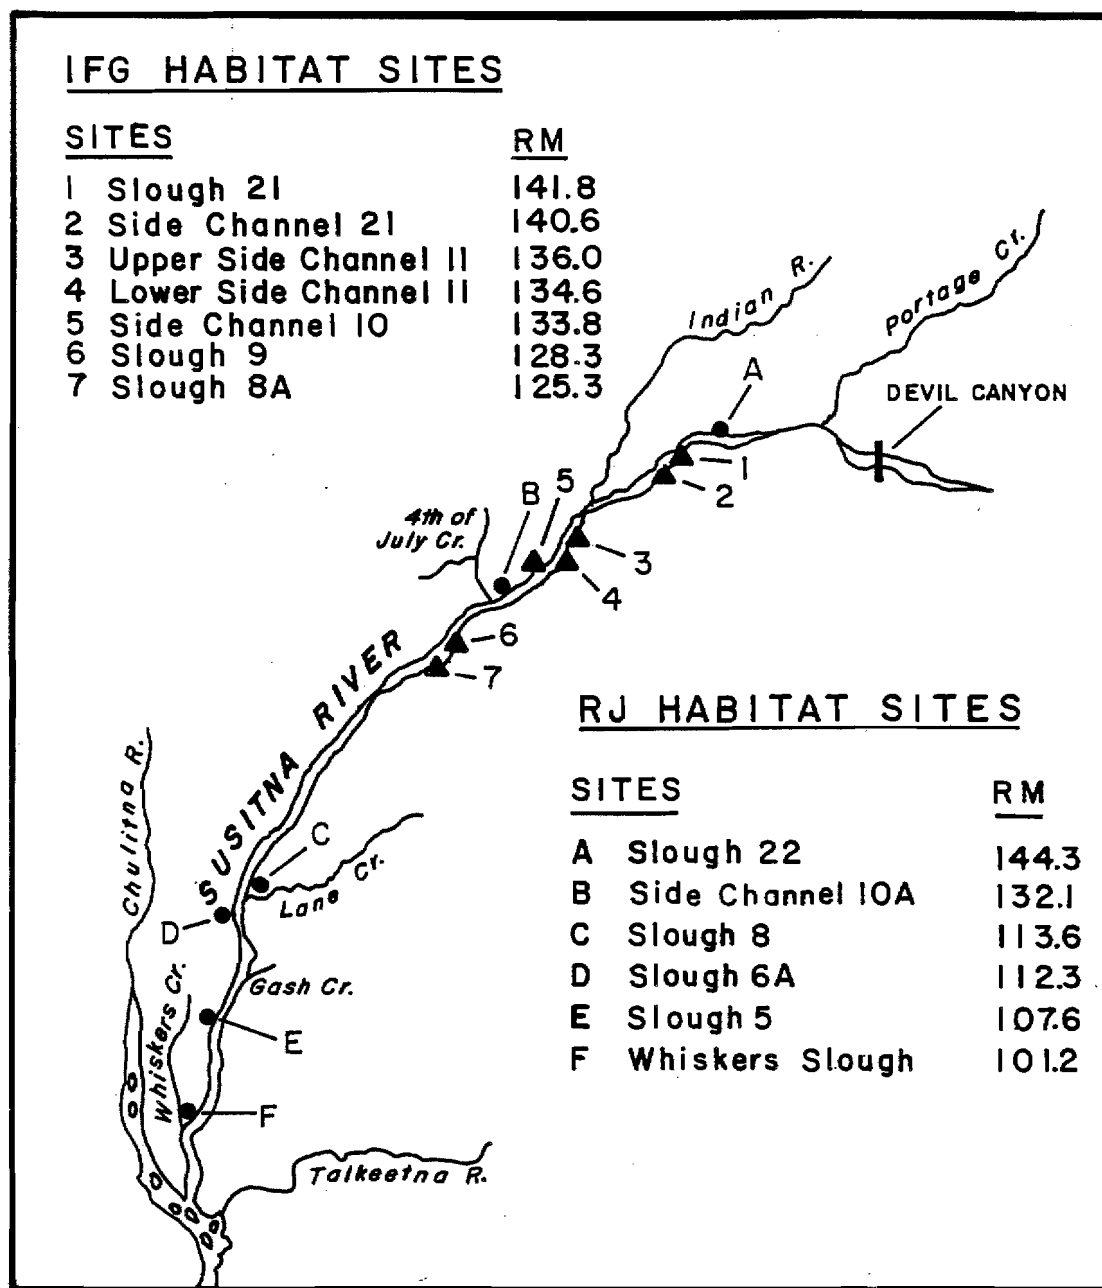 IFG HABITAT SITES
SITES RM
1 Slough 21 141.8
2 Side Channel 21 140.6
3 Upper Side Channel 11 136.0
4 Lower Side Channel 11 134.6
5 Side Channel 10 133.8
6 Slough 9 128.3
7 Slough 8A 125.3
Indian R.
Portage Cr.
A
DEVIL CANYON
1
2
B
5
4th of
July Cr.
3
4
6
7
SUSITNA RIVER
RJ HABITAT SITES
SITES RM
A Slough 22 144.3
B Side Channel 10A 132.1
C Slough 8 113.6
D Slough 6A 112.3
E Slough 5 107.6
F Whiskers Slough 101.2
Chulitna R.
C
Lane Cr.
D
Gash Cr.
Whiskers Cr.
E
F
Talkeetna R.